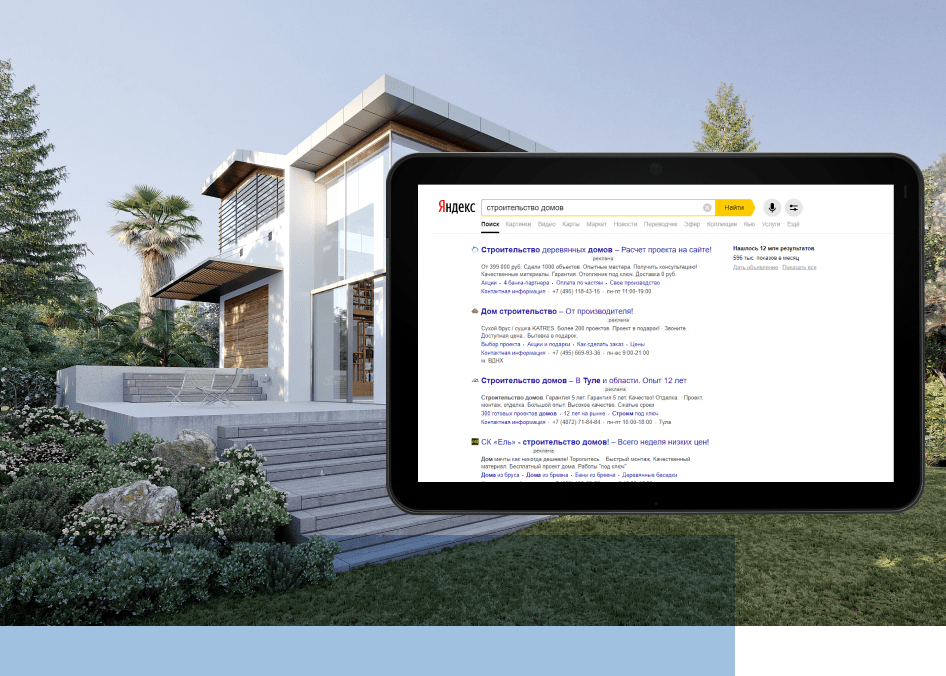 Яндекс
строительство домов
Найти
Поиск Картинки Видео Карты Маркет Новости Переводчик Эфир Коллекции Кью Услуги Ещё
Строительство деревянных домов – Расчет проекта на сайте!
реклама
От 399 000 руб. Сдали 1000 объектов. Опытные мастера. Получить консультацию!
Качественные материалы. Гарантия. Отопление под ключ. Доставка 0 руб.
Акции · 4 банка-партнера · Оплата по частям · Свое производство
Контактная информация · +7 (496) 118-43-16 · пн-пт 11:00-19:00
Нашлось 12 млн результатов
596 тыс. показов в месяц
Дать объявление Показать все
Дом строительство – От производителя!
реклама
Сухой брус / сушка KATRES. Более 200 проектов. Проект в подарок! · Звоните.
Доступная цена · Бытовка в подарок.
Выбор проекта · Акции и подарки · Как сделать заказ · Цены
Контактная информация · +7 (495) 669-93-36 · пн-вс 9:00-21:00
м. ВДНХ
Строительство домов – В Туле и области. Опыт 12 лет
реклама
Строительство домов. Гарантия 5 лет. Гарантия 5 лет. Качество! Отделка. · Проект,
монтаж, отделка. Большой опыт. Высокое качество. Сжатые сроки
300 готовых проектов домов · 12 лет на рынке · Строим под ключ
Контактная информация · +7 (4872) 71-84-84 · пн-пт 10:00-18:00 · Тула
СК «Ель» - строительство домов! – Всего неделя низких цен!
реклама
Дом мечты как никогда дешевле! Торопитесь · Быстрый монтаж. Качественный
материал. Бесплатный проект дома. Работы "под ключ"
Дома из бруса · Дома из бревна · Бани из бревна · Деревянные беседки